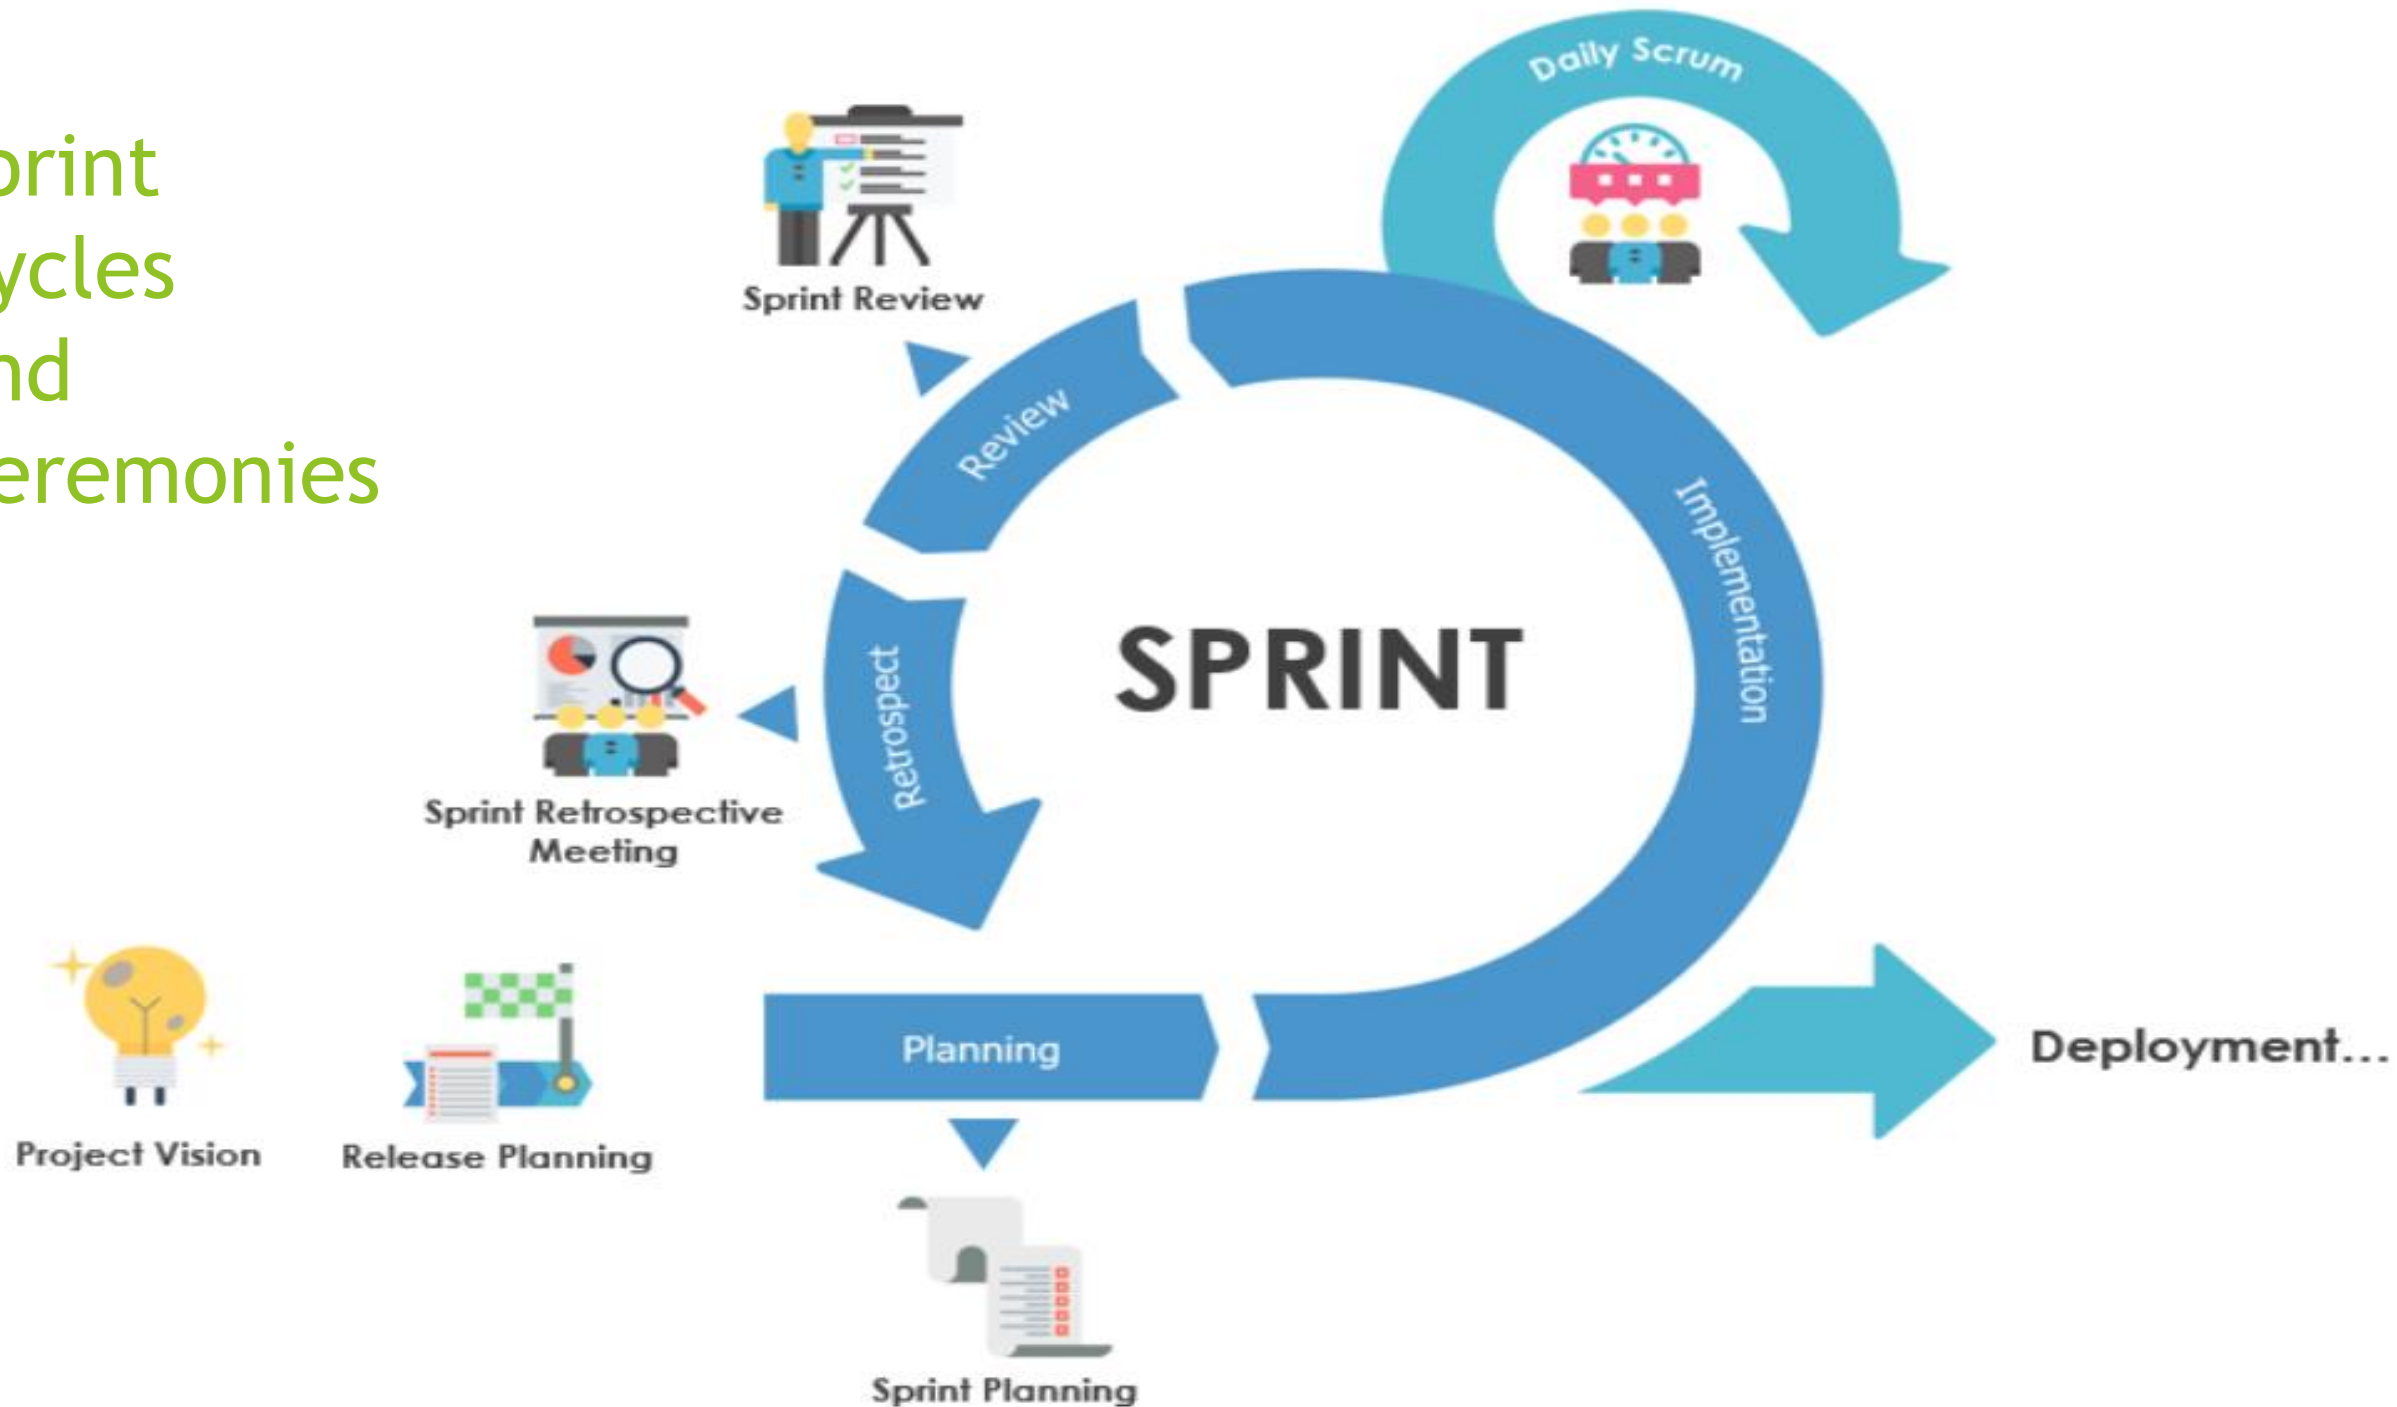 print
ycles
nd
eremonies
Daily Scrum
Sprint Review
Review
Implementation
SPRINT
Retrospect
Sprint Retrospective
Meeting
Planning
Deployment...
Project Vision
Release Planning
Sprint Planning